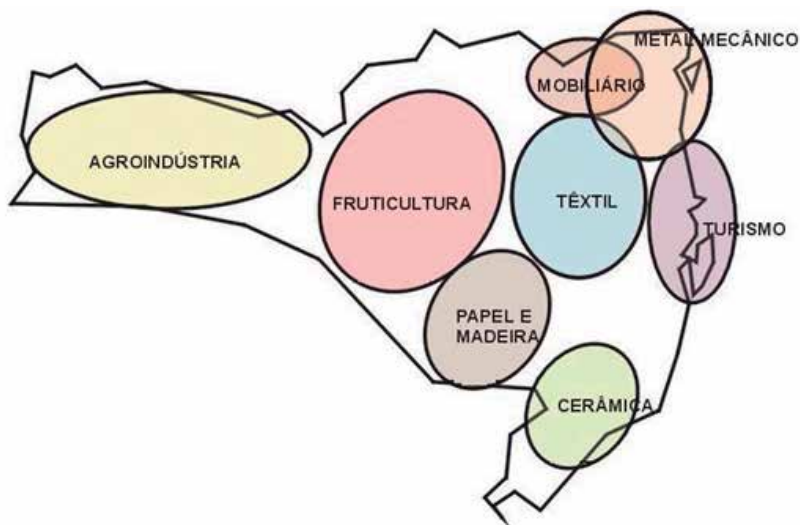 METAL MECÂNICO
MOBILIÁRIO
AGROINDÚSTRIA
FRUTICULTURA
TÊXTIL
TURISMO
PAPEL E
MADEIRA
CERÂMICA